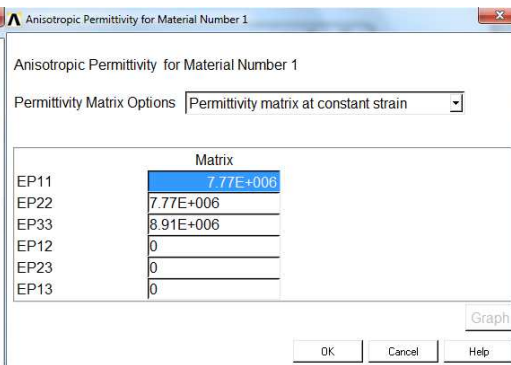 Anisotropic Permittivity for Material Number 1
Anisotropic Permittivity for Material Number 1
Permittivity Matrix Options Permittivity matrix at constant strain
Matrix
EP11 7.77E+006
EP22 7.77E+006
EP33 8.91E+006
EP12 0
EP23 0
EP13 0
Graph
OK Cancel Help